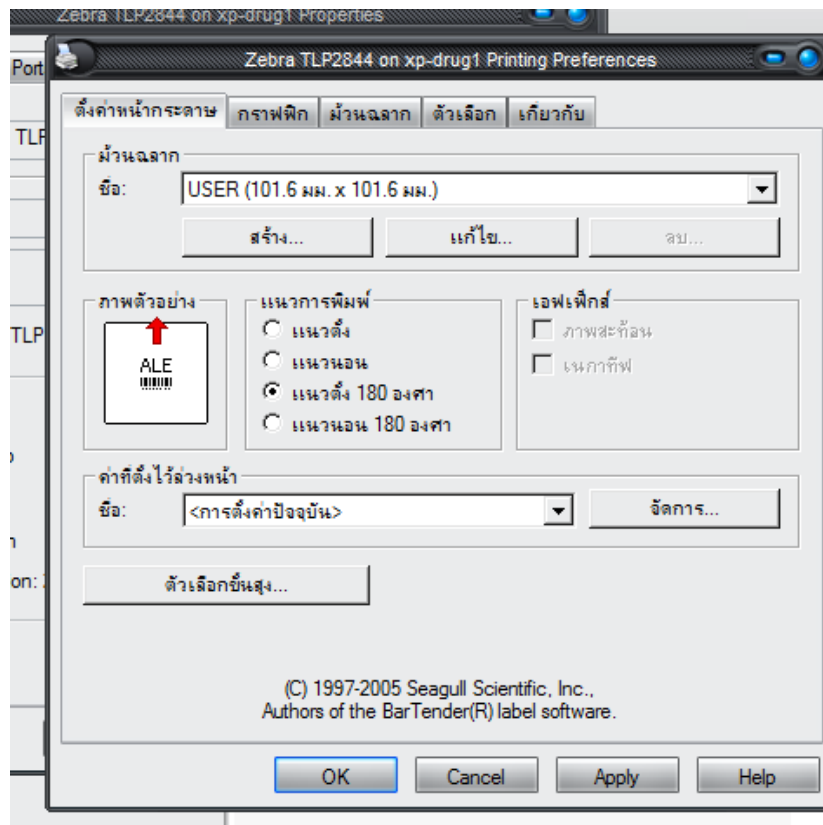 Zebra TLP2844 on xp-drug1 Properties
Port
Zebra TLP2844 on xp-drug1 Printing Preferences
ตั้งค่าหน้ากระดาษ กราฟฟิก ม้วนฉลาก ตัวเลือก เกี่ยวกับ
ม้วนฉลาก
ชื่อ: USER (101.6 มม. x 101.6 มม.)
สร้าง... แก้ไข... ลบ...
ภาพตัวอย่าง
ALE
แนวการพิมพ์
แนวตั้ง
แนวนอน
แนวตั้ง 180 องศา
แนวนอน 180 องศา
เอฟเฟ็กส์
ภาพสะท้อน
เนกาทีฟ
TLP
ค่าที่ตั้งไว้ล่วงหน้า
ชื่อ: <การตั้งค่าปัจจุบัน> จัดการ...
on:
ตัวเลือกขั้นสูง...
(C) 1997-2005 Seagull Scientific, Inc.,
Authors of the BarTender(R) label software.
OK Cancel Apply Help